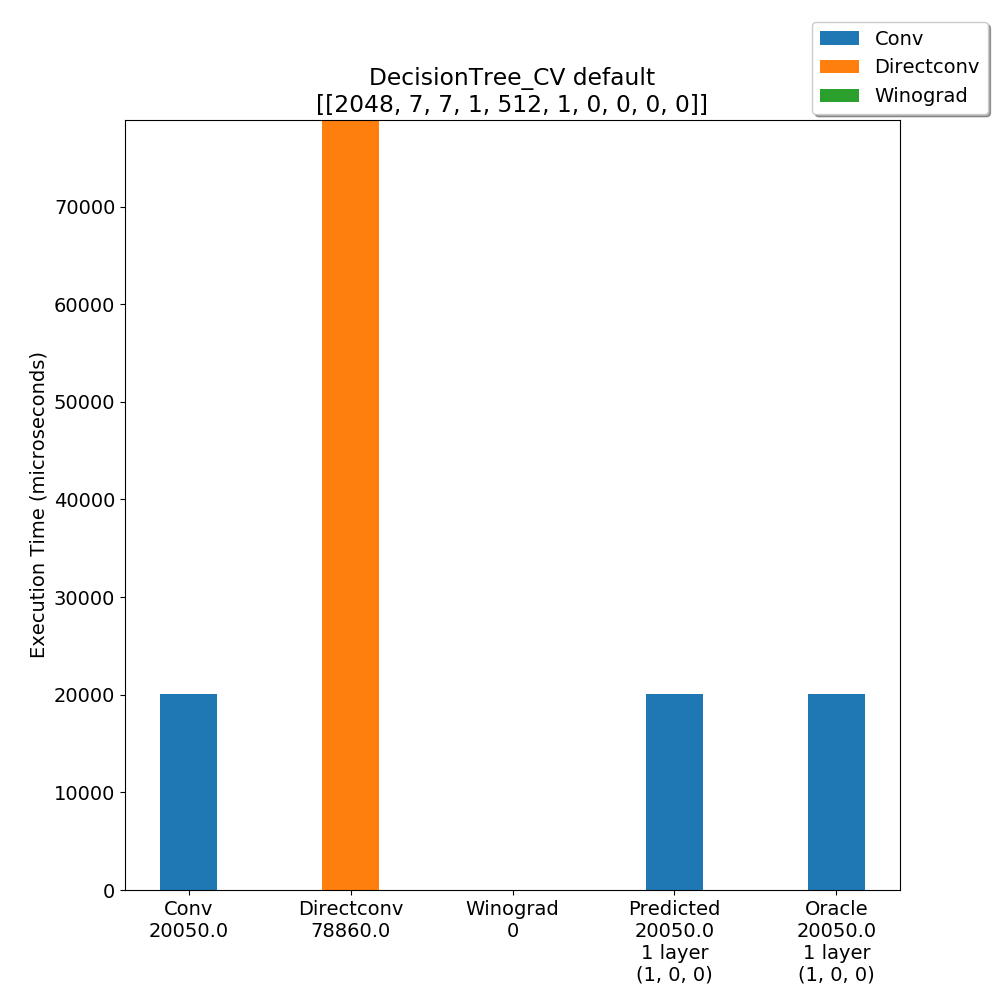 Conv
Directconv
Winograd
DecisionTree_CV default
[[2048, 7, 7, 1, 512, 1, 0, 0, 0, 0]]
Execution Time (microseconds)
70000
60000
50000
40000
30000
20000
10000
0
Conv
20050.0
Directconv
78860.0
Winograd
0
Predicted
20050.0
1 layer
(1, 0, 0)
Oracle
20050.0
1 layer
(1, 0, 0)